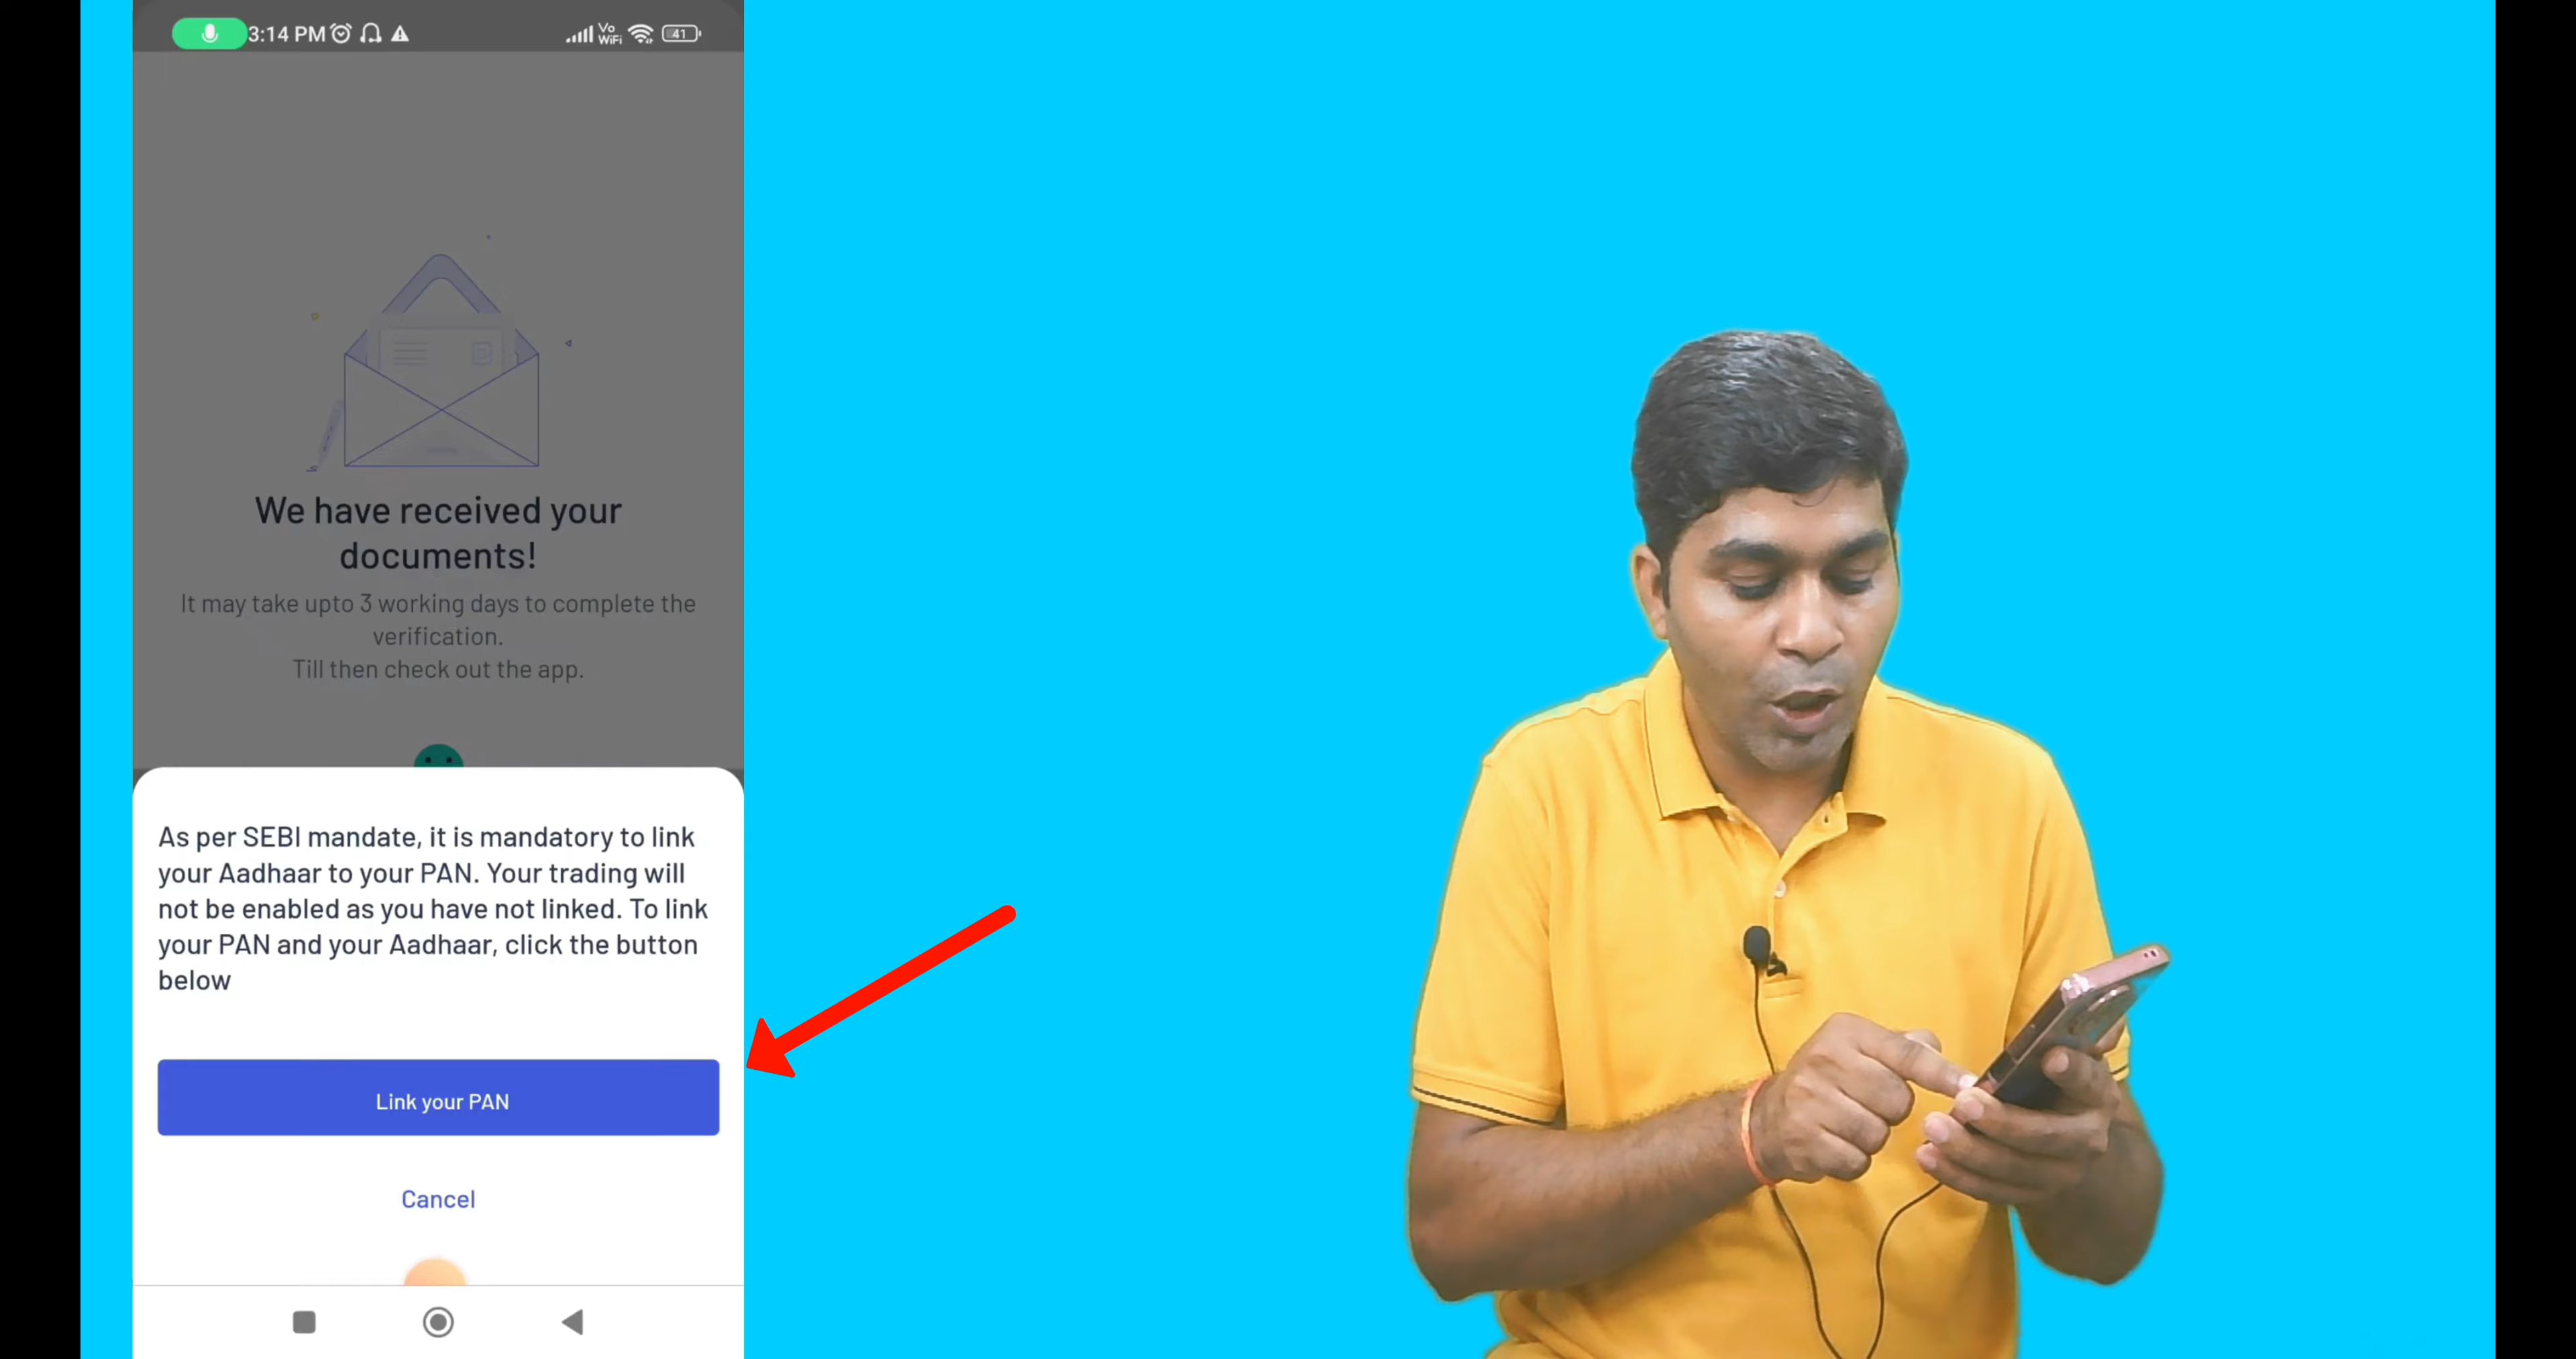 3:14 PM
Vo
WiFi
41
We have received your
documents!
It may take upto 3 working days to complete the
verification.
Till then check out the app.
As per SEBI mandate, it is mandatory to link
your Aadhaar to your PAN. Your trading will
not be enabled as you have not linked. To link
your PAN and your Aadhaar, click the button
below
Link your PAN
Cancel